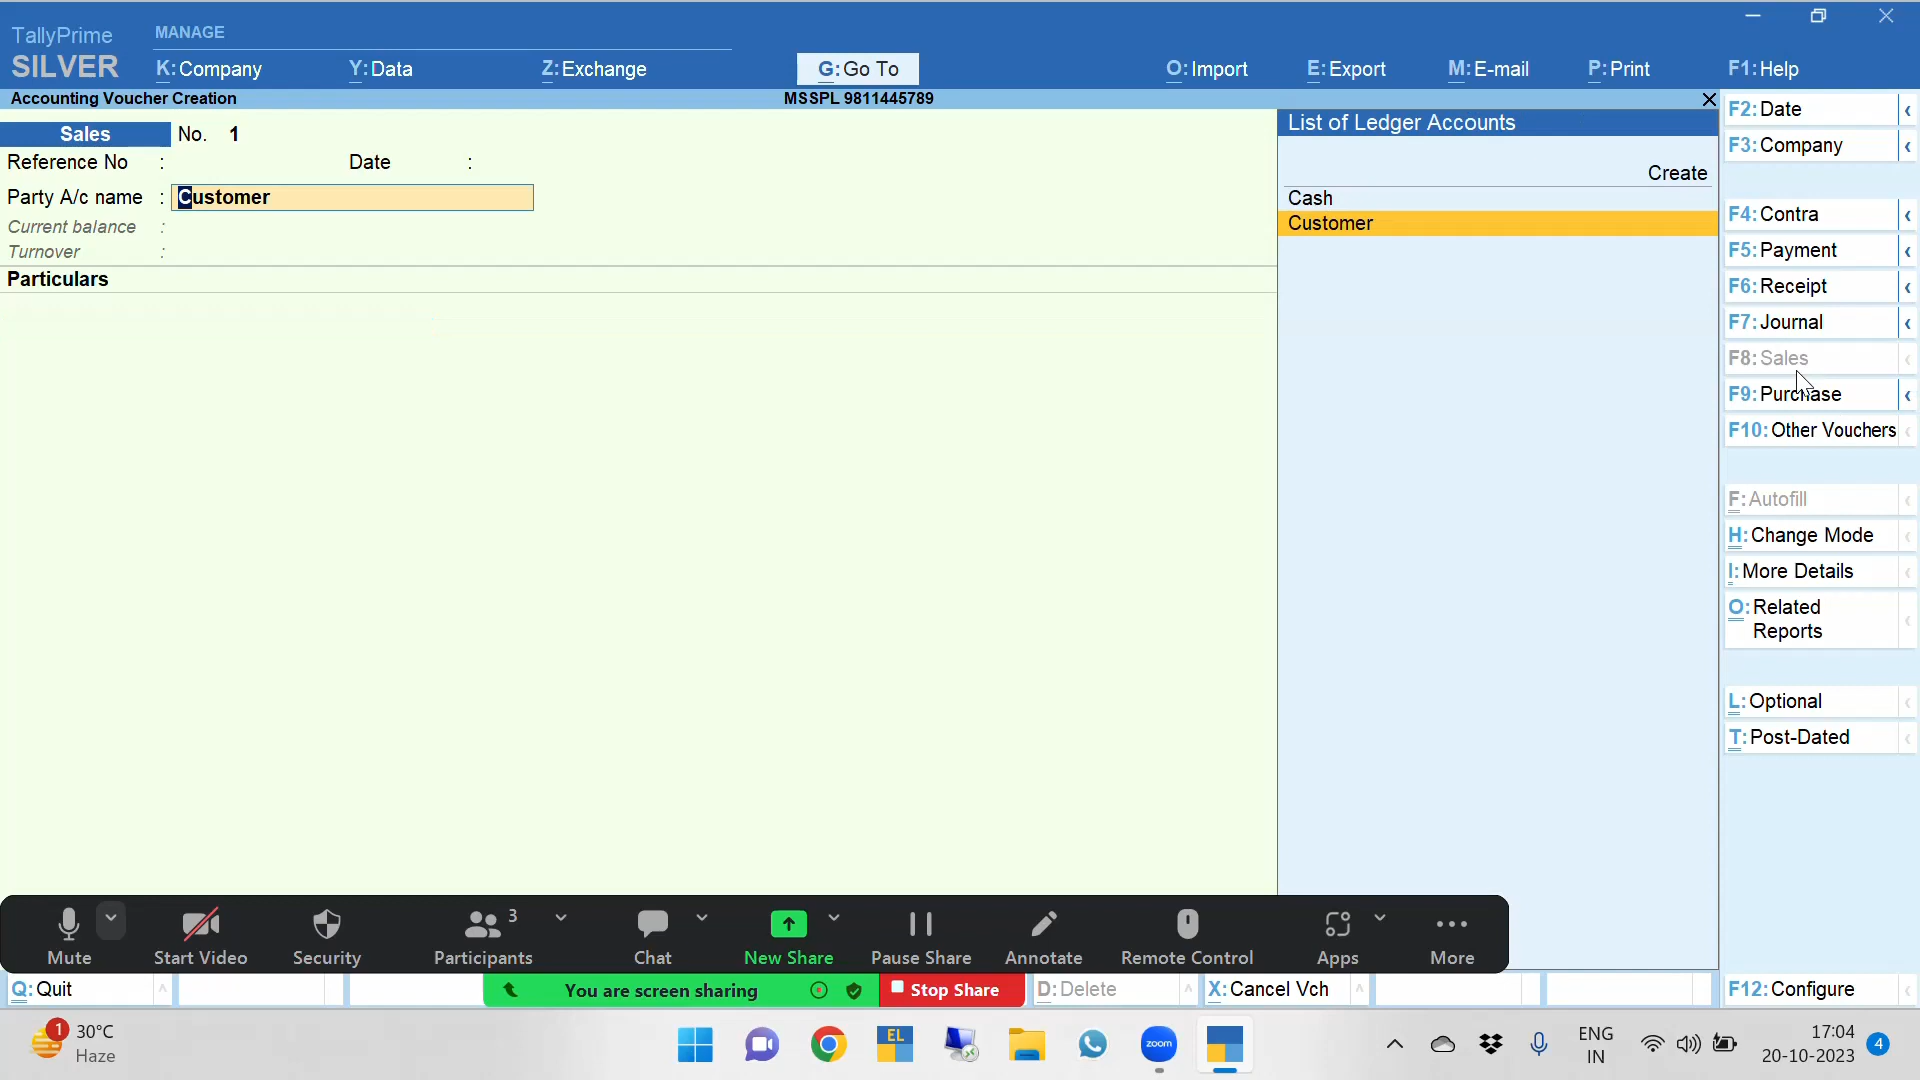 TallyPrime
SILVER
MANAGE
K:Company
Y:Data
Z:Exchange
G:Go To
O:Import
E:Export
M:E-mail
P:Print
F1:Help
Accounting Voucher Creation
MSSPL 9811445789
Sales
No. 1
Reference No :
Date :
Party A/c name : Customer
Current balance :
Turnover :
Particulars
List of Ledger Accounts
Create
Cash
Customer
F2:Date
F3:Company
F4:Contra
F5:Payment
F6:Receipt
F7:Journal
F8:Sales
F9:Purchase
F10:Other Vouchers
F:Autofill
H:Change Mode
I:More Details
O:Related
Reports
L:Optional
T:Post-Dated
Mute
Start Video
Security
3
Participants
Chat
New Share
Pause Share
Annotate
Remote Control
Apps
More
Q:Quit
You are screen sharing
Stop Share
D:Delete
X:Cancel Vch
F12:Configure
1
30°C
Haze
EL
zoom
ENG
IN
17:04
20-10-2023
4